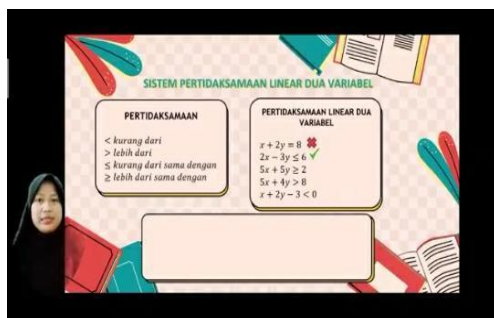 SISTEM PERTIDAKSAMAAN LINEAR DUA VARIABEL
PERTIDAKSAMAAN
< kurang dari
> lebih dari
≤ kurang dari sama dengan
≥ lebih dari sama dengan
PERTIDAKSAMAAN LINEAR DUA
VARIABEL
x + 2y = 8 ❌
2x − 3y ≤ 6 ✓
5x + 5y ≥ 2
5x + 4y > 8
x + 2y − 3 < 0